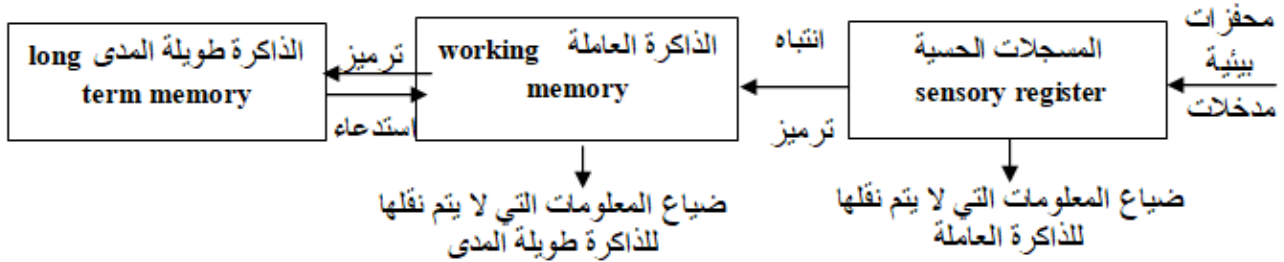 محفزات
بيئية
مدخلات
المسجلات الحسية
sensory register
انتباه
ترميز
الذاكرة العاملة working
memory
ترميز
استدعاء
الذاكرة طويلة المدى long
term memory
ضياع المعلومات التي لا يتم نقلها
للذاكرة العاملة
ضياع المعلومات التي لا يتم نقلها
للذاكرة طويلة المدى